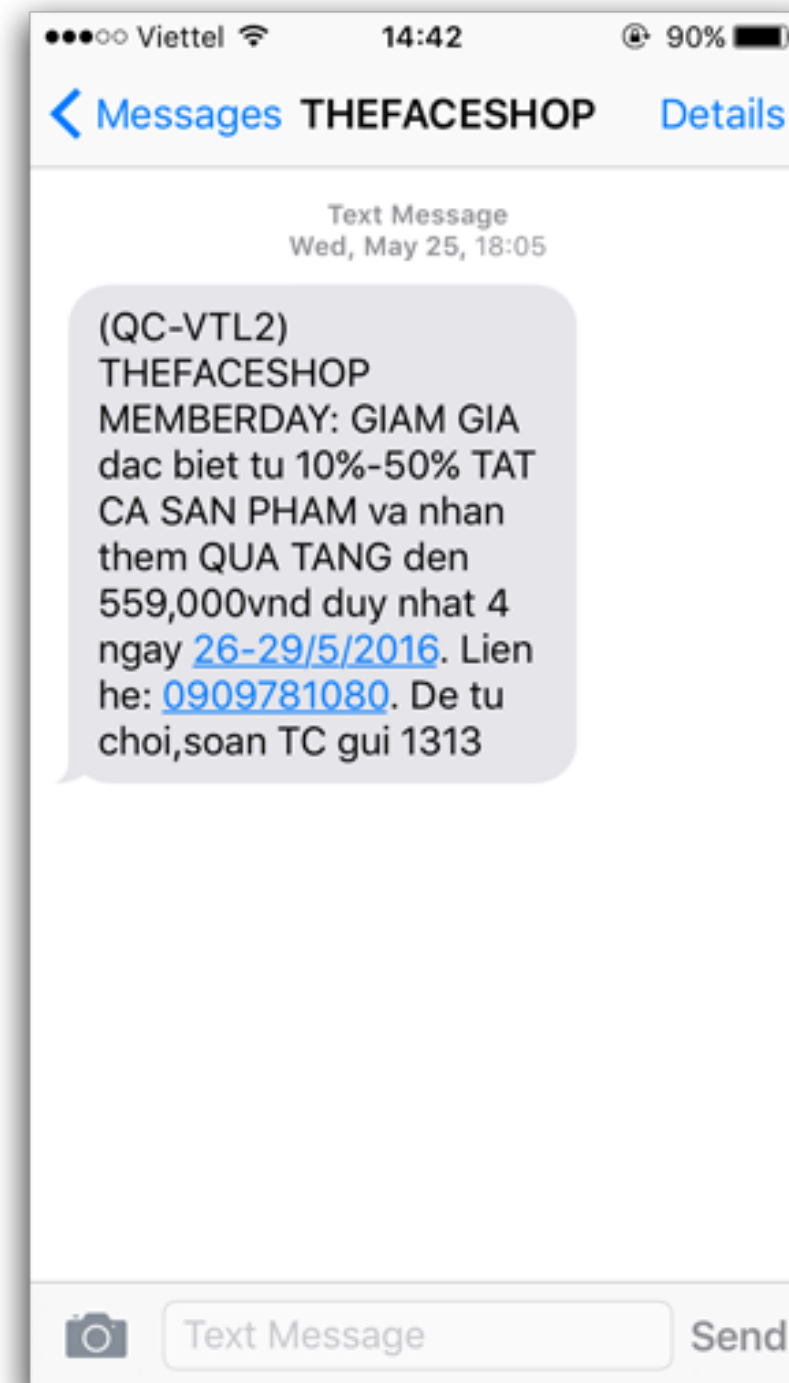 Viettel 14:42 90%
Messages THEFACESHOP Details
Text Message
Wed, May 25, 18:05
(QC-VTL2)
THEFACESHOP
MEMBERDAY: GIAM GIA
dac biet tu 10%-50% TAT
CA SAN PHAM va nhan
them QUA TANG den
559,000vnd duy nhat 4
ngay 26-29/5/2016. Lien
he: 0909781080. De tu
choi,soan TC gui 1313
Text Message Send